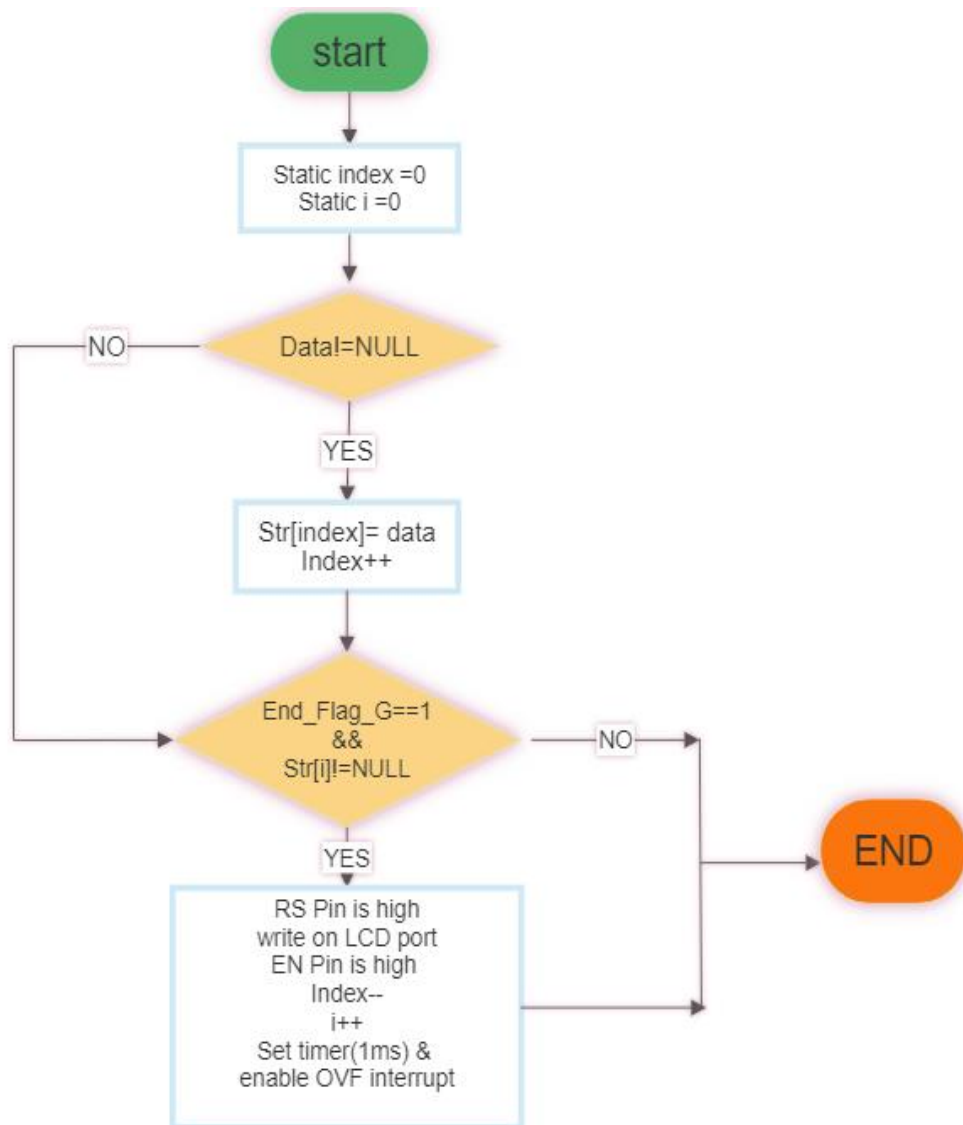 start
Static index =0
Static i =0
Data!=NULL
NO
YES
Str[index]= data
Index++
End_Flag_G==1
&&
Str[i]!=NULL
NO
YES
END
RS Pin is high
write on LCD port
EN Pin is high
Index--
i++
Set timer(1ms) &
enable OVF interrupt